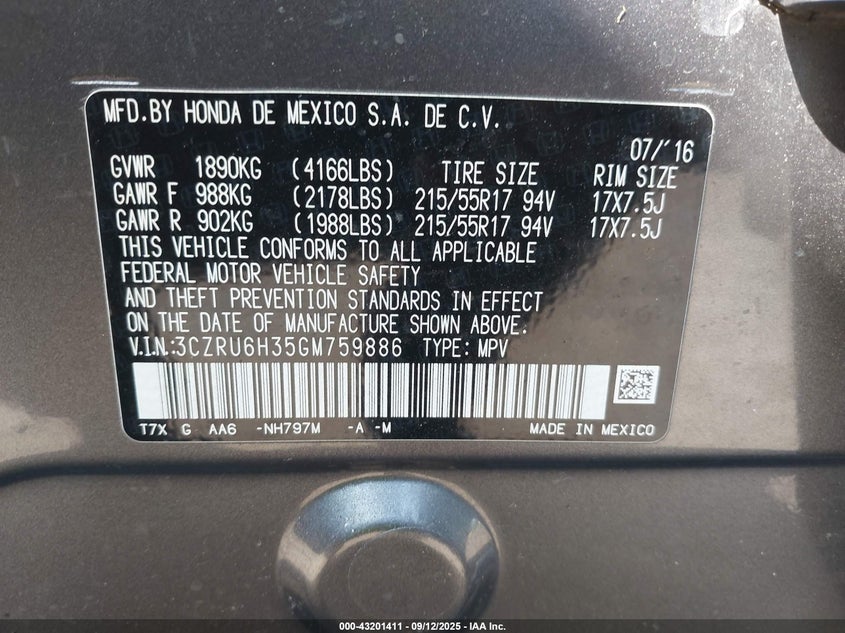 MFD.BY HONDA DE MEXICO S.A. DE C.V.
07/'16
GVWR 1890KG (4166LBS) TIRE SIZE RIM SIZE
GAWR F 988KG (2178LBS) 215/55R17 94V 17X7.5J
GAWR R 902KG (1988LBS) 215/55R17 94V 17X7.5J
THIS VEHICLE CONFORMS TO ALL APPLICABLE
FEDERAL MOTOR VEHICLE SAFETY
AND THEFT PREVENTION STANDARDS IN EFFECT
ON THE DATE OF MANUFACTURE SHOWN ABOVE.
V.I.N:3CZRU6H35GM759886 TYPE: MPV
T7X G AA6 -NH797M -A -M MADE IN MEXICO
000-43201411 - 09/12/2025 - IAA Inc.